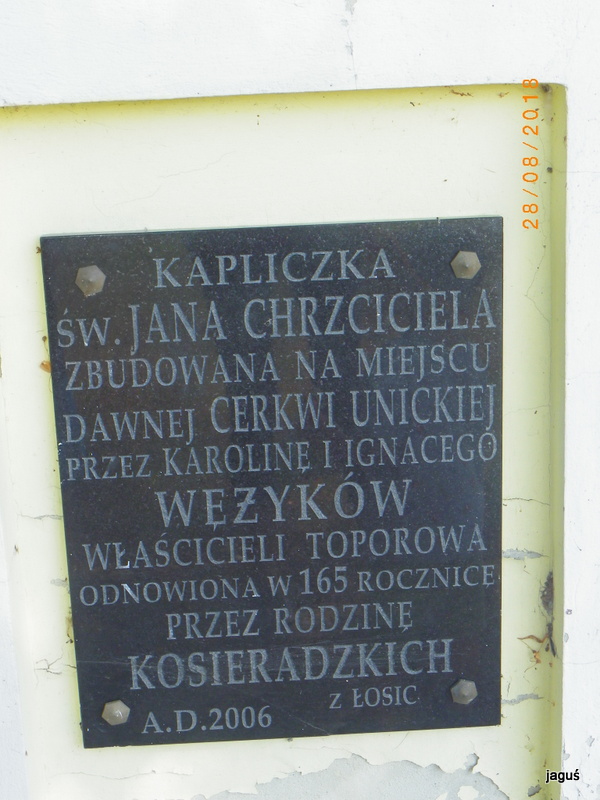 28/08/2018
KAPLICZKA
ŚW. JANA CHRZCICIELA
ZBUDOWANA NA MIEJSCU
DAWNEJ CERKWI UNICKIEJ
PRZEZ KAROLINĘ I IGNACEGO
WĘŻYKÓW
WŁAŚCICIELI TOPOROWA
ODNOWIONA W 165 ROCZNICE
PRZEZ RODZINĘ
KOSIERADZKICH
Z ŁOSIC
A.D.2006
jaguś